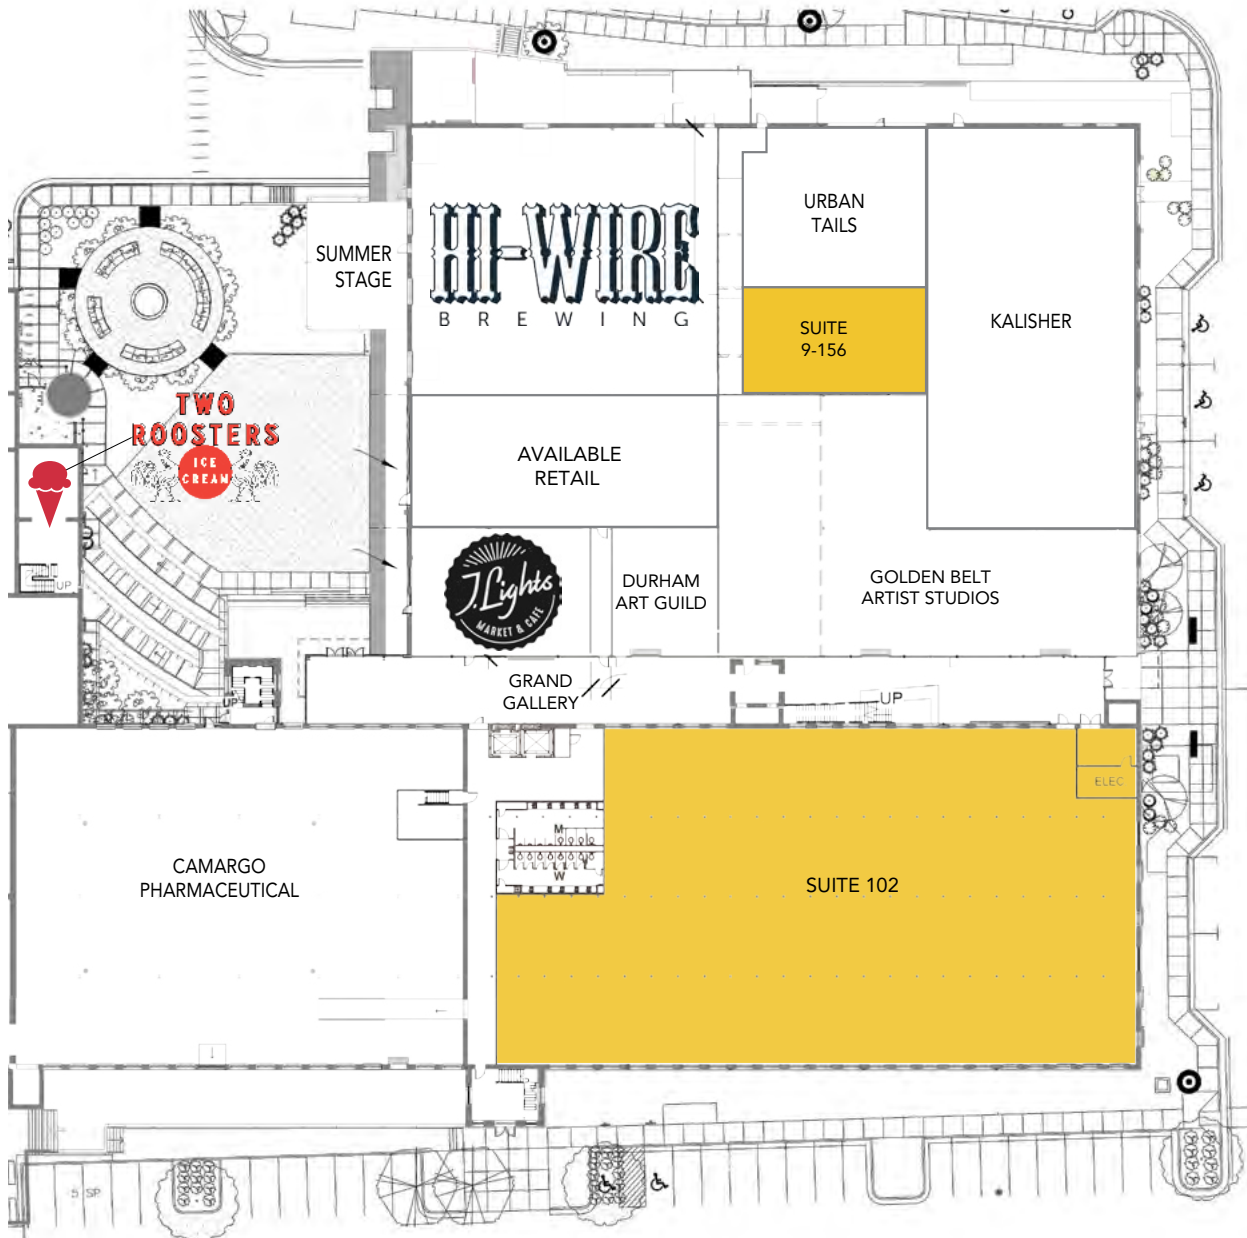 HI-WIRE
BREWING
URBAN
TAILS
SUMMER
STAGE
SUITE
9-156
KALISHER
TWO
ROOSTERS
ICE
CREAM
AVAILABLE
RETAIL
UP
J.Lights
MARKET & CAFE
DURHAM
ART GUILD
GOLDEN BELT
ARTIST STUDIOS
GRAND
GALLERY
UP
UP
ELEC
M
W
CAMARGO
PHARMACEUTICAL
SUITE 102
5 SP